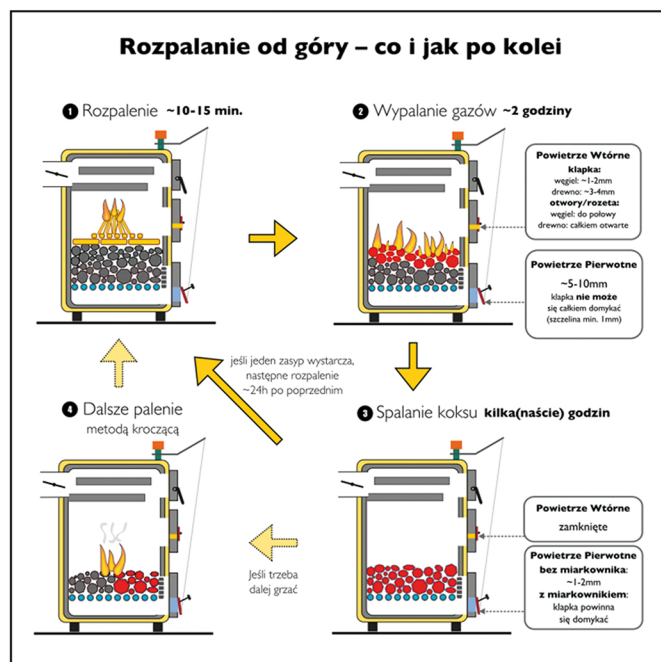 Rozpalanie od góry – co i jak po kolei
1 Rozpalenie ~10-15 min.
2 Wypalanie gazów ~2 godziny
Powietrze Wtórne
klapka:
węgiel: ~1-2mm
drewno: ~3-4mm
otwory/rozeta:
węgiel: do połowy
drewno: całkiem otwarte
Powietrze Pierwotne
~5-10mm
klapka nie może
się całkiem domykać
(szczelina min. 1mm)
jeśli jeden zasyp wystarcza,
następne rozpalenie
~24h po poprzednim
4 Dalsze palenie
metodą kroczącą
3 Spalanie koksu kilka(naście) godzin
Jeśli trzeba
dalej grzać
Powietrze Wtórne
zamknięte
Powietrze Pierwotne
bez miarkownika:
~1-2mm
z miarkownikiem:
klapka powinna
się domykać